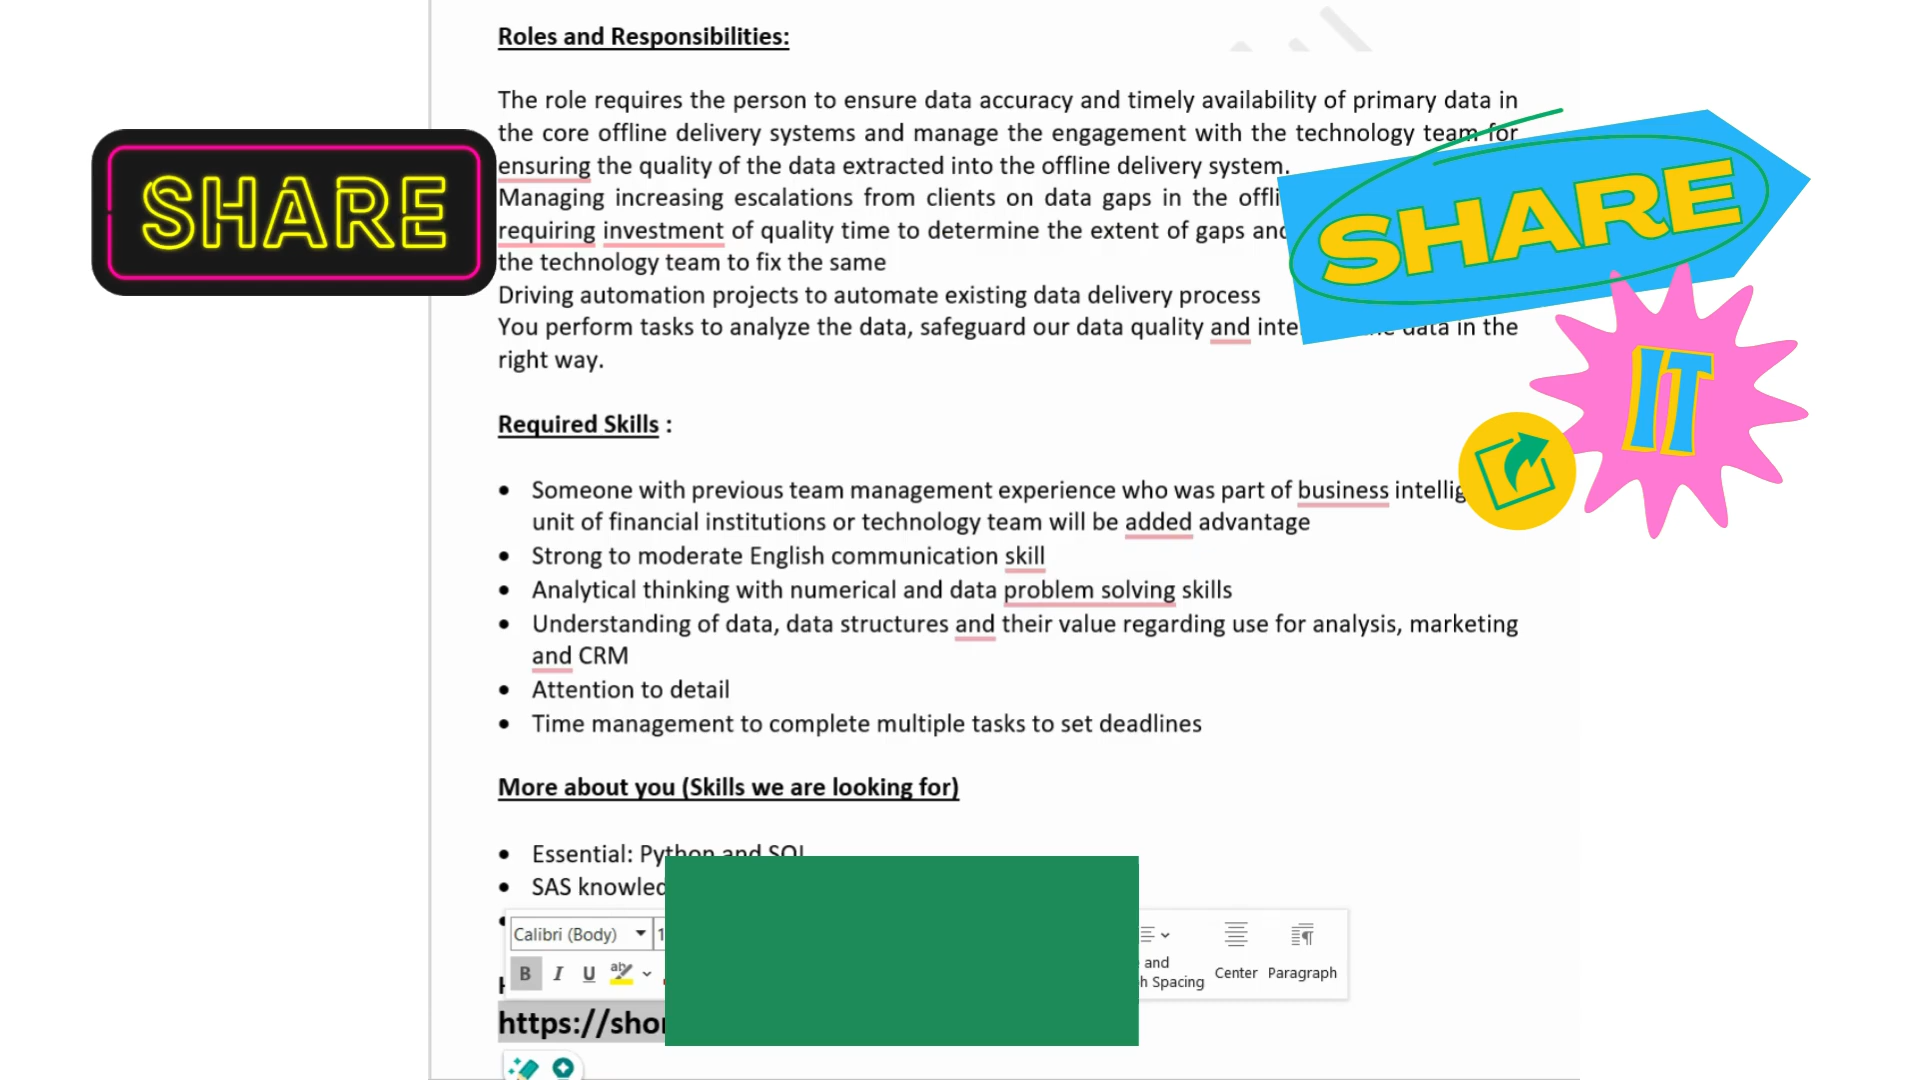 Roles and Responsibilities:
The role requires the person to ensure data accuracy and timely availability of primary data in
the core offline delivery systems and manage the engagement with the technology team for
ensuring the quality of the data extracted into the offline delivery system.
Managing increasing escalations from clients on data gaps in the
requiring investment of quality time to determine the extent of gaps
the technology team to fix the same
Driving automation projects to automate existing data delivery process
You perform tasks to analyze the data, safeguard our data quality and data in the
right way.
SHARE
SHARE
IT
Required Skills :
• Someone with previous team management experience who was part of business
unit of financial institutions or technology team will be added advantage
• Strong to moderate English communication skill
• Analytical thinking with numerical and data problem solving skills
• Understanding of data, data structures and their value regarding use for analysis, marketing
and CRM
• Attention to detail
• Time management to complete multiple tasks to set deadlines
More about you (Skills we are looking for)
• Essential: Python and SQL
• SAS
Calibri (Body)
B I U
and
Spacing
Center
Paragraph
https://